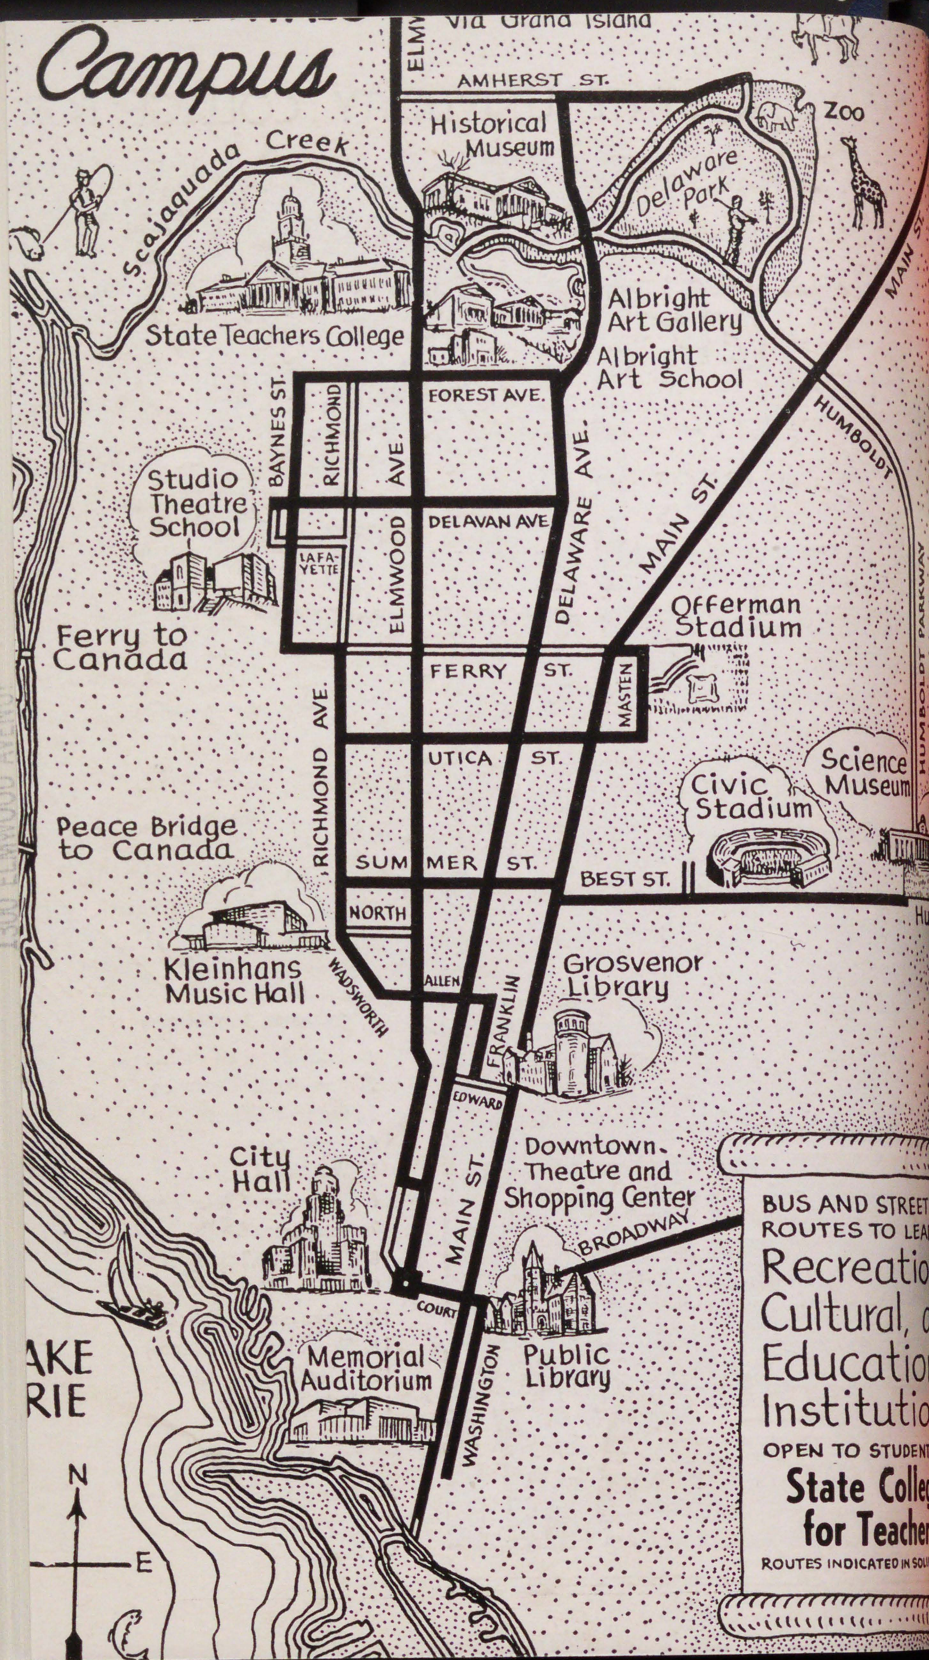 Via Grand Island
Campus
ELMW
AMHERST ST.
ZOO
Historical
Museum
Scajaquada Creek
Delaware
Park
MAIN ST.
State Teachers College
Albright
Art Gallery
Albright
Art School
BAYNES ST.
RICHMOND
AVE.
FOREST AVE.
HUMBOLDT
Studio
Theatre
School
DELAVAN AVE
ELMWOOD
DELAWARE AVE.
MAIN ST.
LAFA-
YETTE
HUMBOLDT PARKWAY
Offerman
Stadium
Ferry to
Canada
FERRY ST.
MASTEN
RICHMOND AVE.
UTICA ST.
Science
Museum
Civic
Stadium
Peace Bridge
to Canada
SUMMER ST.
BEST ST.
Hu
NORTH
Kleinhans
Music Hall
WADSWORTH
ALLEN
FRANKLIN
Grosvenor
Library
EDWARD
City
Hall
MAIN ST.
Downtown
Theatre and
Shopping Center
BROADWAY
COURT
Public
Library
WASHINGTON
Memorial
Auditorium
AKE
RIE
N
E
BUS AND STREET
ROUTES TO LEA
Recreatio
Cultural, a
Educatio
Institutio
OPEN TO STUDENT
State Colleg
for Teacher
ROUTES INDICATED IN SOLI